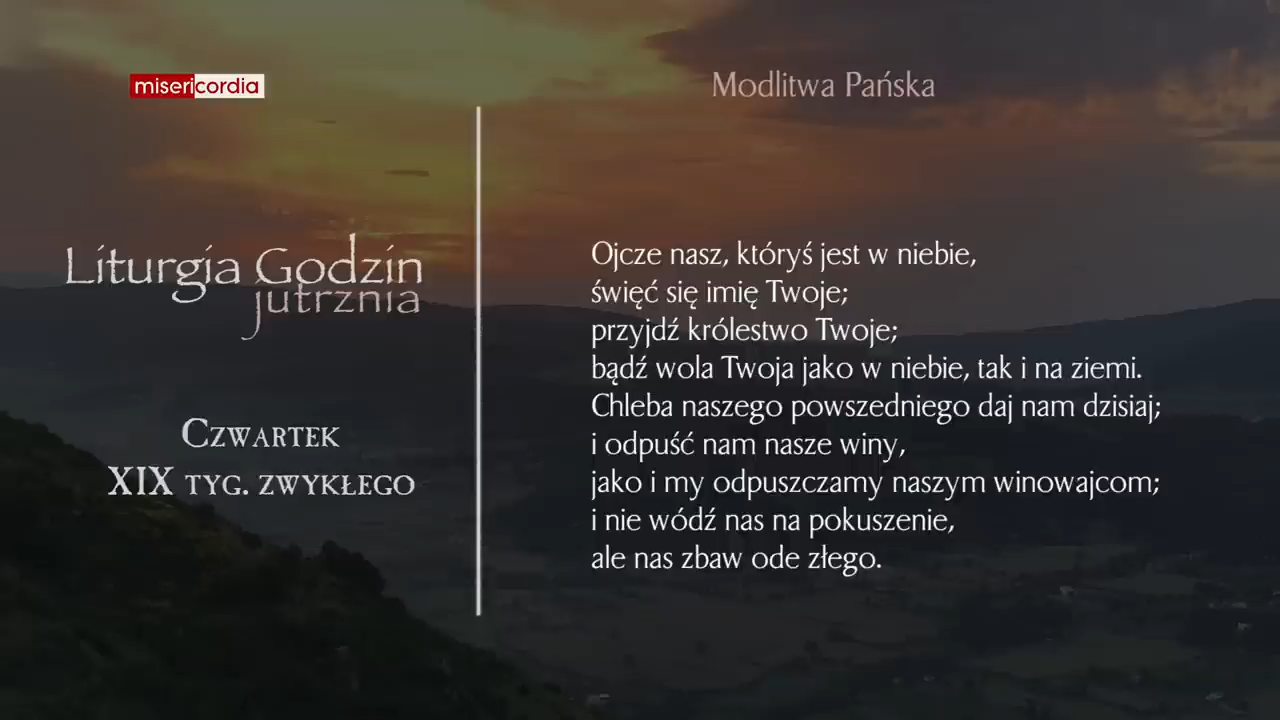 misericordia
Modlitwa Pańska
Liturgia Godzin
jutrznia
Czwartek
XIX tyg. zwykłego
Ojcze nasz, któryś jest w niebie,
święć się imię Twoje;
przyjdź królestwo Twoje;
bądź wola Twoja jako w niebie, tak i na ziemi.
Chleba naszego powszedniego daj nam dzisiaj;
i odpuść nam nasze winy,
jako i my odpuszczamy naszym winowajcom;
i nie wódź nas na pokuszenie,
ale nas zbaw ode złego.